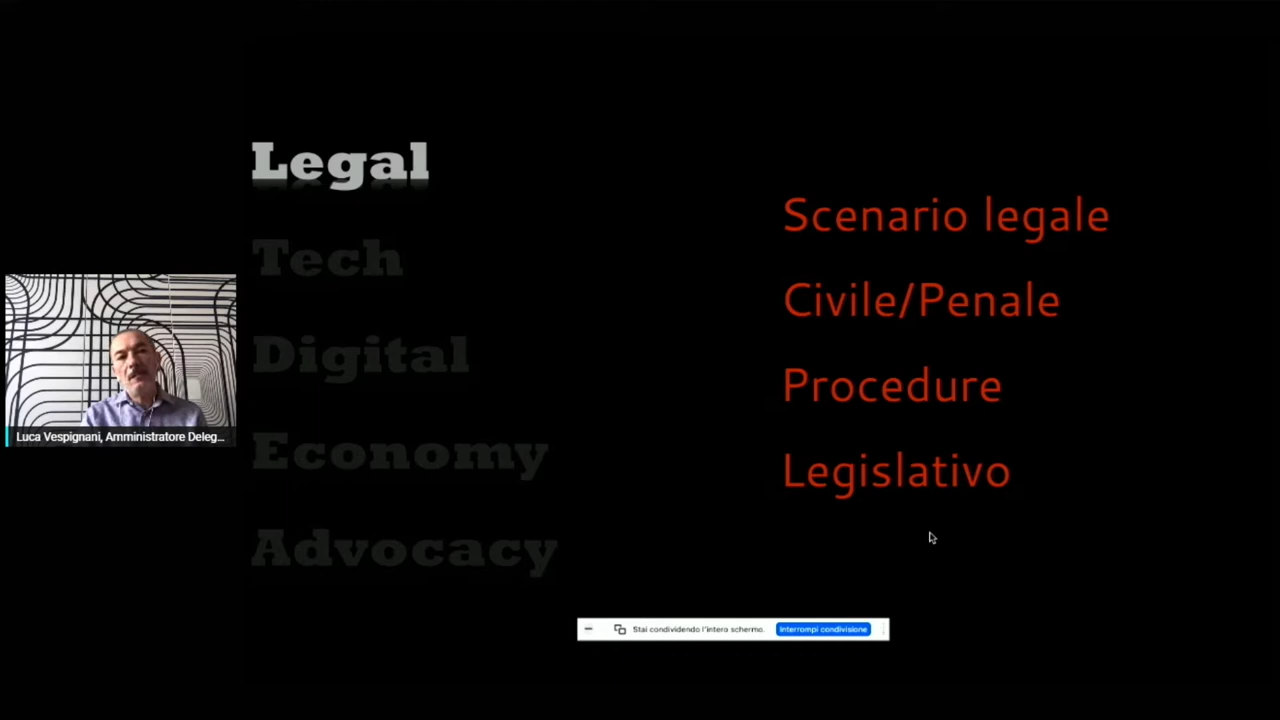 Legal
Tech
Digital
Economy
Advocacy
Scenario legale
Civile/Penale
Procedure
Legislativo
Luca Vespignani, Amministratore Deleg...
Stai condividendo l'intero schermo.
Interrompi condivisione